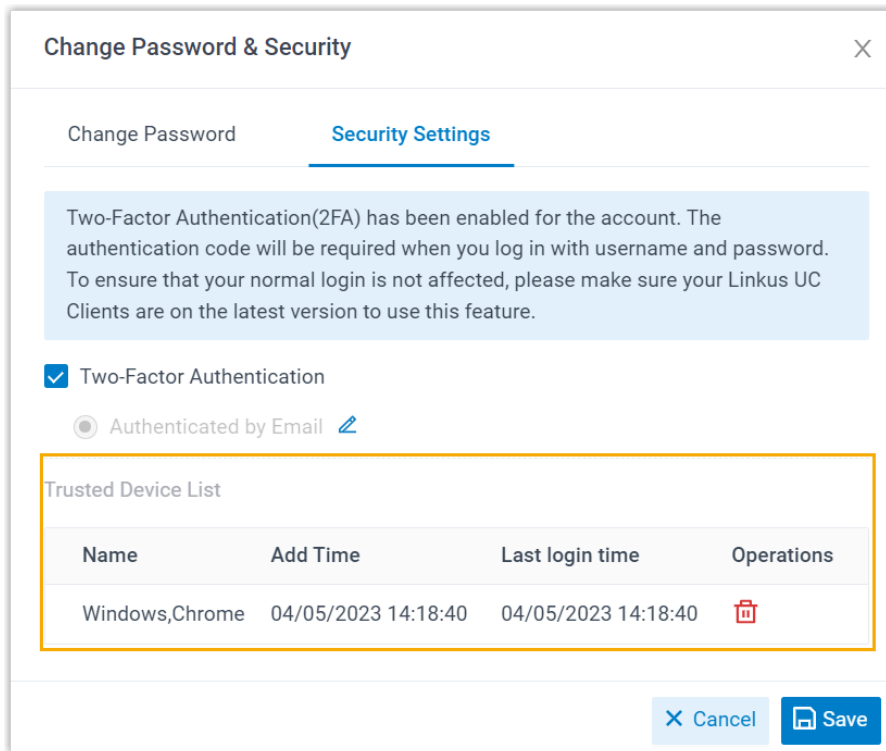 Change Password & Security
Change Password
Security Settings
Two-Factor Authentication(2FA) has been enabled for the account. The
authentication code will be required when you log in with username and password.
To ensure that your normal login is not affected, please make sure your Linkus UC
Clients are on the latest version to use this feature.
Two-Factor Authentication
Authenticated by Email
Trusted Device List
Name Add Time Last login time Operations
Windows,Chrome 04/05/2023 14:18:40 04/05/2023 14:18:40
Cancel Save